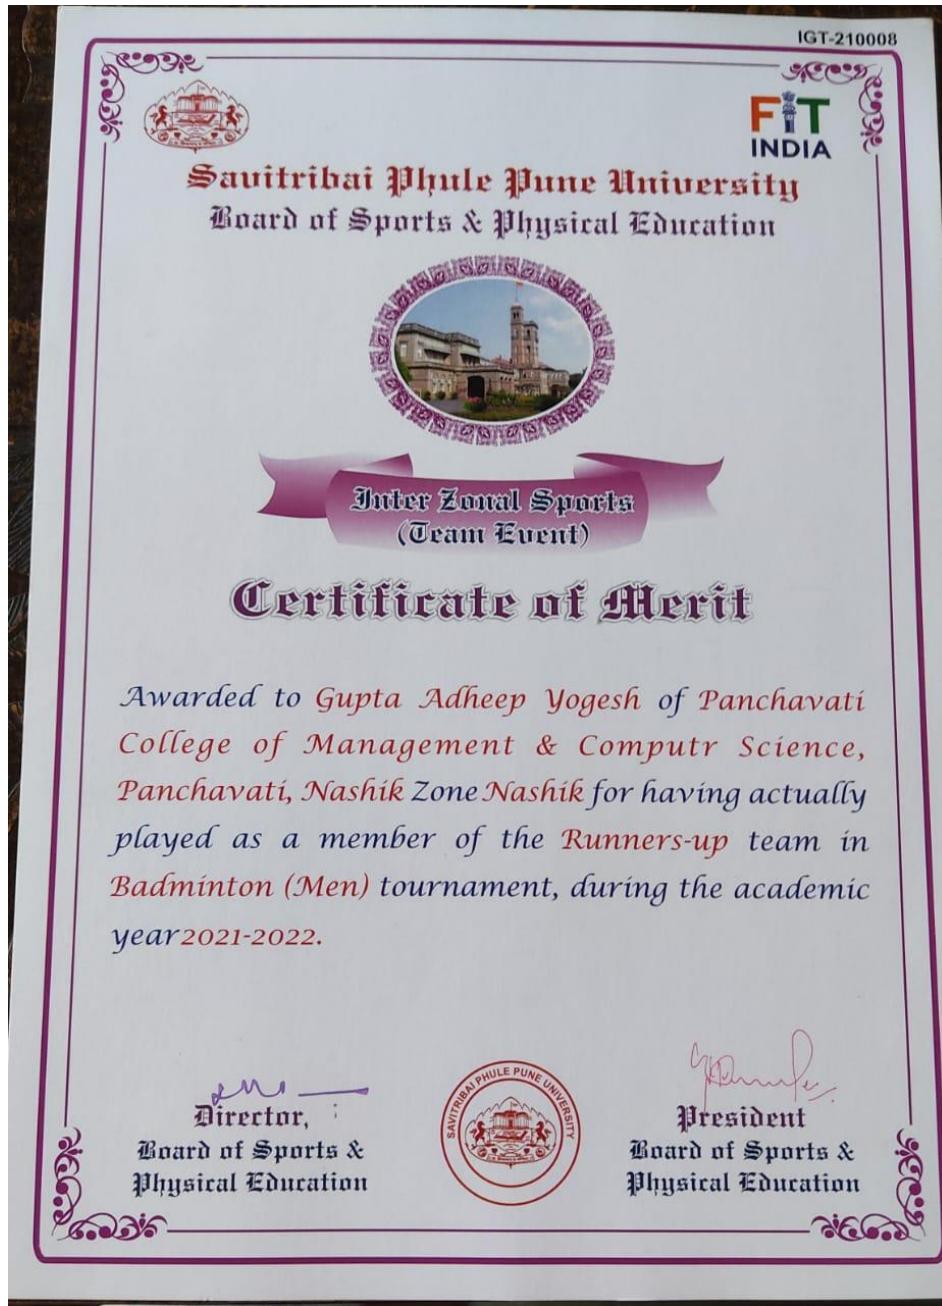 IGT-210008
FIT
INDIA
Savitribai Phule Pune University
Board of Sports & Physical Education
Inter Zonal Sports
(Team Event)
Certificate of Merit
Awarded to Gupta Adheep Yogesh of Panchavati
College of Management & Computr Science,
Panchavati, Nashik Zone Nashik for having actually
played as a member of the Runners-up team in
Badminton (Men) tournament, during the academic
year 2021-2022.
Director,
Board of Sports &
Physical Education
SAVITRIBAI PHULE PUNE UNIVERSITY
President
Board of Sports &
Physical Education